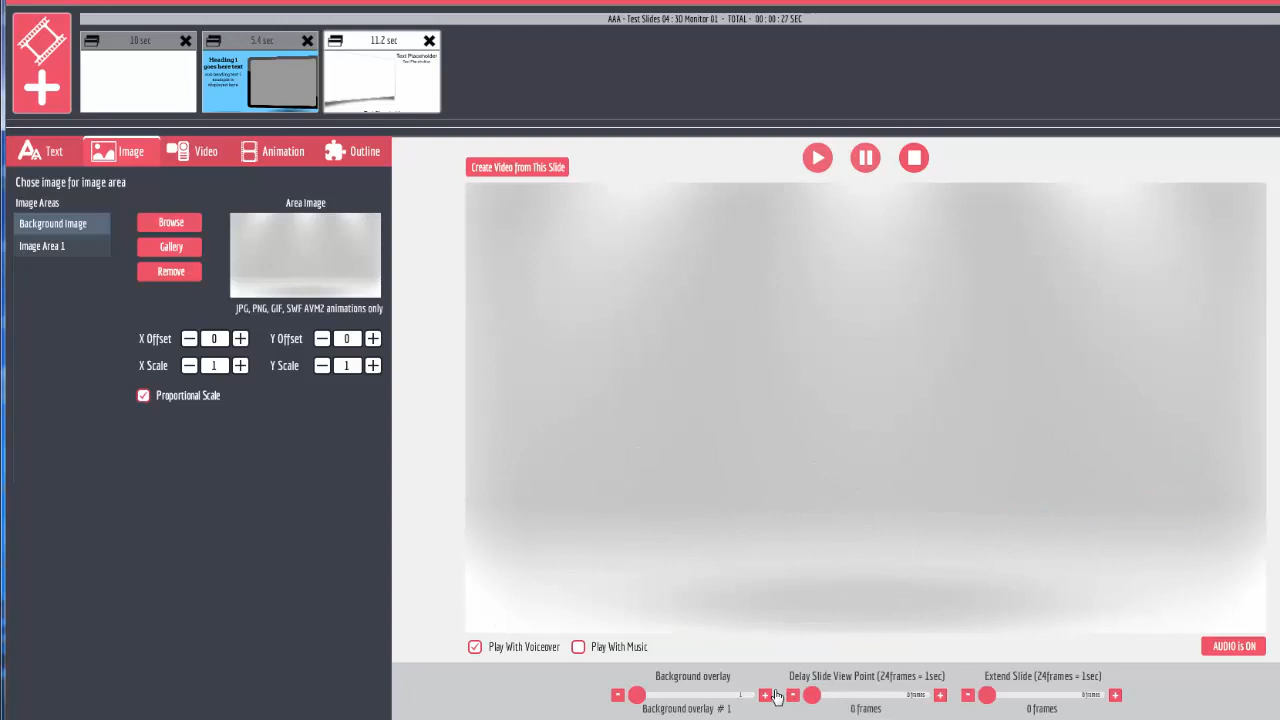 AAA - Test Slides 04 : 3D Monitor 01 - TOTAL - 00 : 00 : 27 SEC
10 sec
5.4 sec
11.2 sec
Heading 1
goes here text
Text Placeholder
Text Image Video Animation Outline
Chose image for image area
Image Areas
Area Image
Background Image
Image Area 1
Browse
Gallery
Remove
JPG, PNG, GIF, SWF AVM2 animations only
X Offset 0 Y Offset 0
X Scale 1 Y Scale 1
Proportional Scale
Create Video from This Slide
Play With Voiceover Play With Music
AUDIO is ON
Background overlay Delay Slide View Point (24frames = 1sec) Extend Slide (24frames = 1sec)
- 1 + - 0 frames + - 0 frames +
Background overlay # 1 0 frames 0 frames